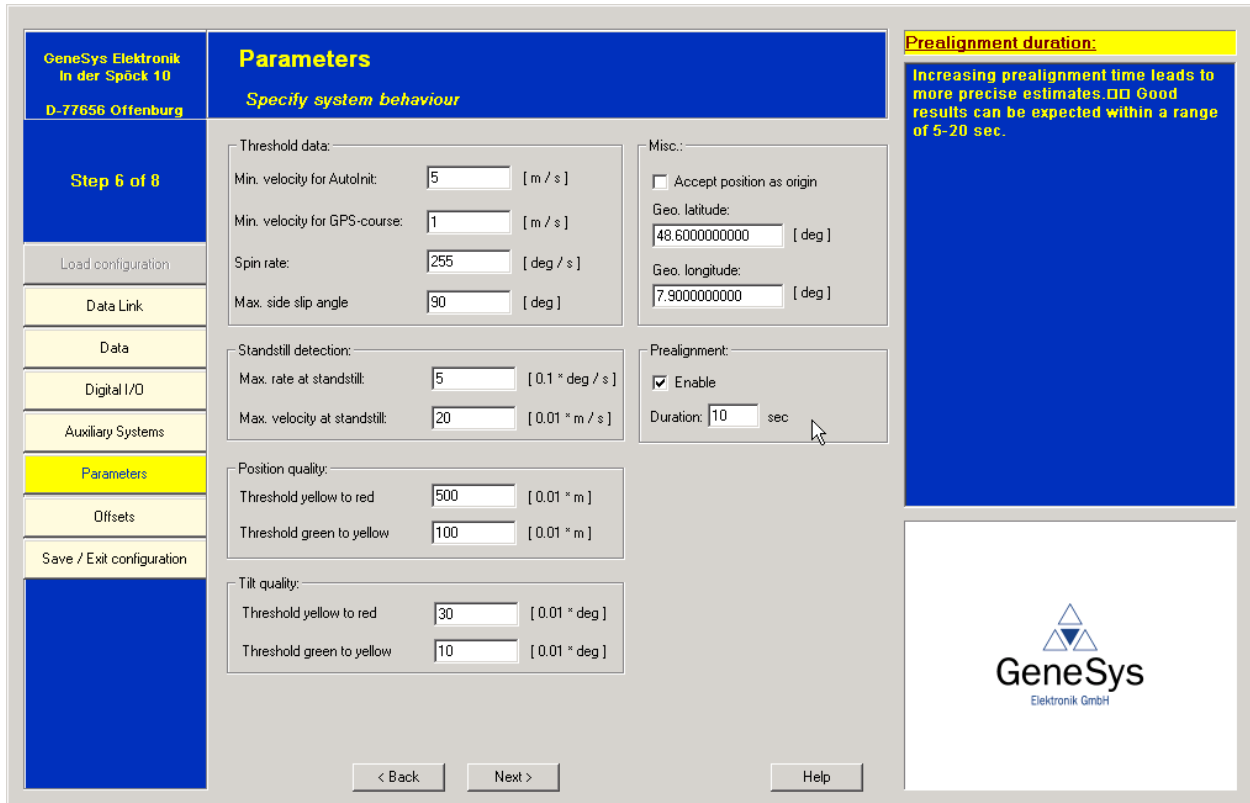 GeneSys Elektronik
In der Spöck 10
D-77656 Offenburg
Parameters
Specify system behaviour
Step 6 of 8
Load configuration
Data Link
Data
Digital I/O
Auxiliary Systems
Parameters
Offsets
Save / Exit configuration
Threshold data:
Min. velocity for AutoInit: 5 [ m / s ]
Min. velocity for GPS-course: 1 [ m / s ]
Spin rate: 255 [ deg / s ]
Max. side slip angle 90 [ deg ]
Standstill detection:
Max. rate at standstill: 5 [ 0.1 * deg / s ]
Max. velocity at standstill: 20 [ 0.01 * m / s ]
Position quality:
Threshold yellow to red 500 [ 0.01 * m ]
Threshold green to yellow 100 [ 0.01 * m ]
Tilt quality:
Threshold yellow to red 30 [ 0.01 * deg ]
Threshold green to yellow 10 [ 0.01 * deg ]
Misc.:
Accept position as origin
Geo. latitude:
48.6000000000 [ deg ]
Geo. longitude:
7.9000000000 [ deg ]
Prealignment:
Enable
Duration: 10 sec
< Back Next > Help
Prealignment duration:
Increasing prealignment time leads to
more precise estimates.▯▯ Good
results can be expected within a range
of 5-20 sec.
GeneSys
Elektronik GmbH